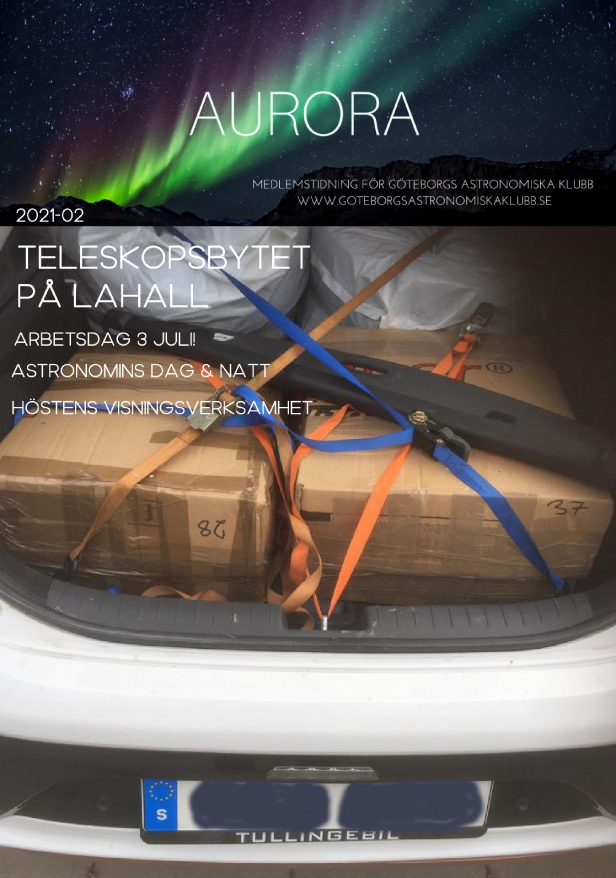 AURORA
MEDLEMSTIDNING FÖR GÖTEBORGS ASTRONOMISKA KLUBB
WWW.GOTEBORGSASTRONOMISKAKLUBB.SE
2021-02
TELESKOPSBYTET
PÅ LAHALL
ARBETSDAG 3 JULI!
ASTRONOMINS DAG & NATT
HÖSTENS VISNINGSVERKSAMHET
®
28
37
S
TULLINGEBIL